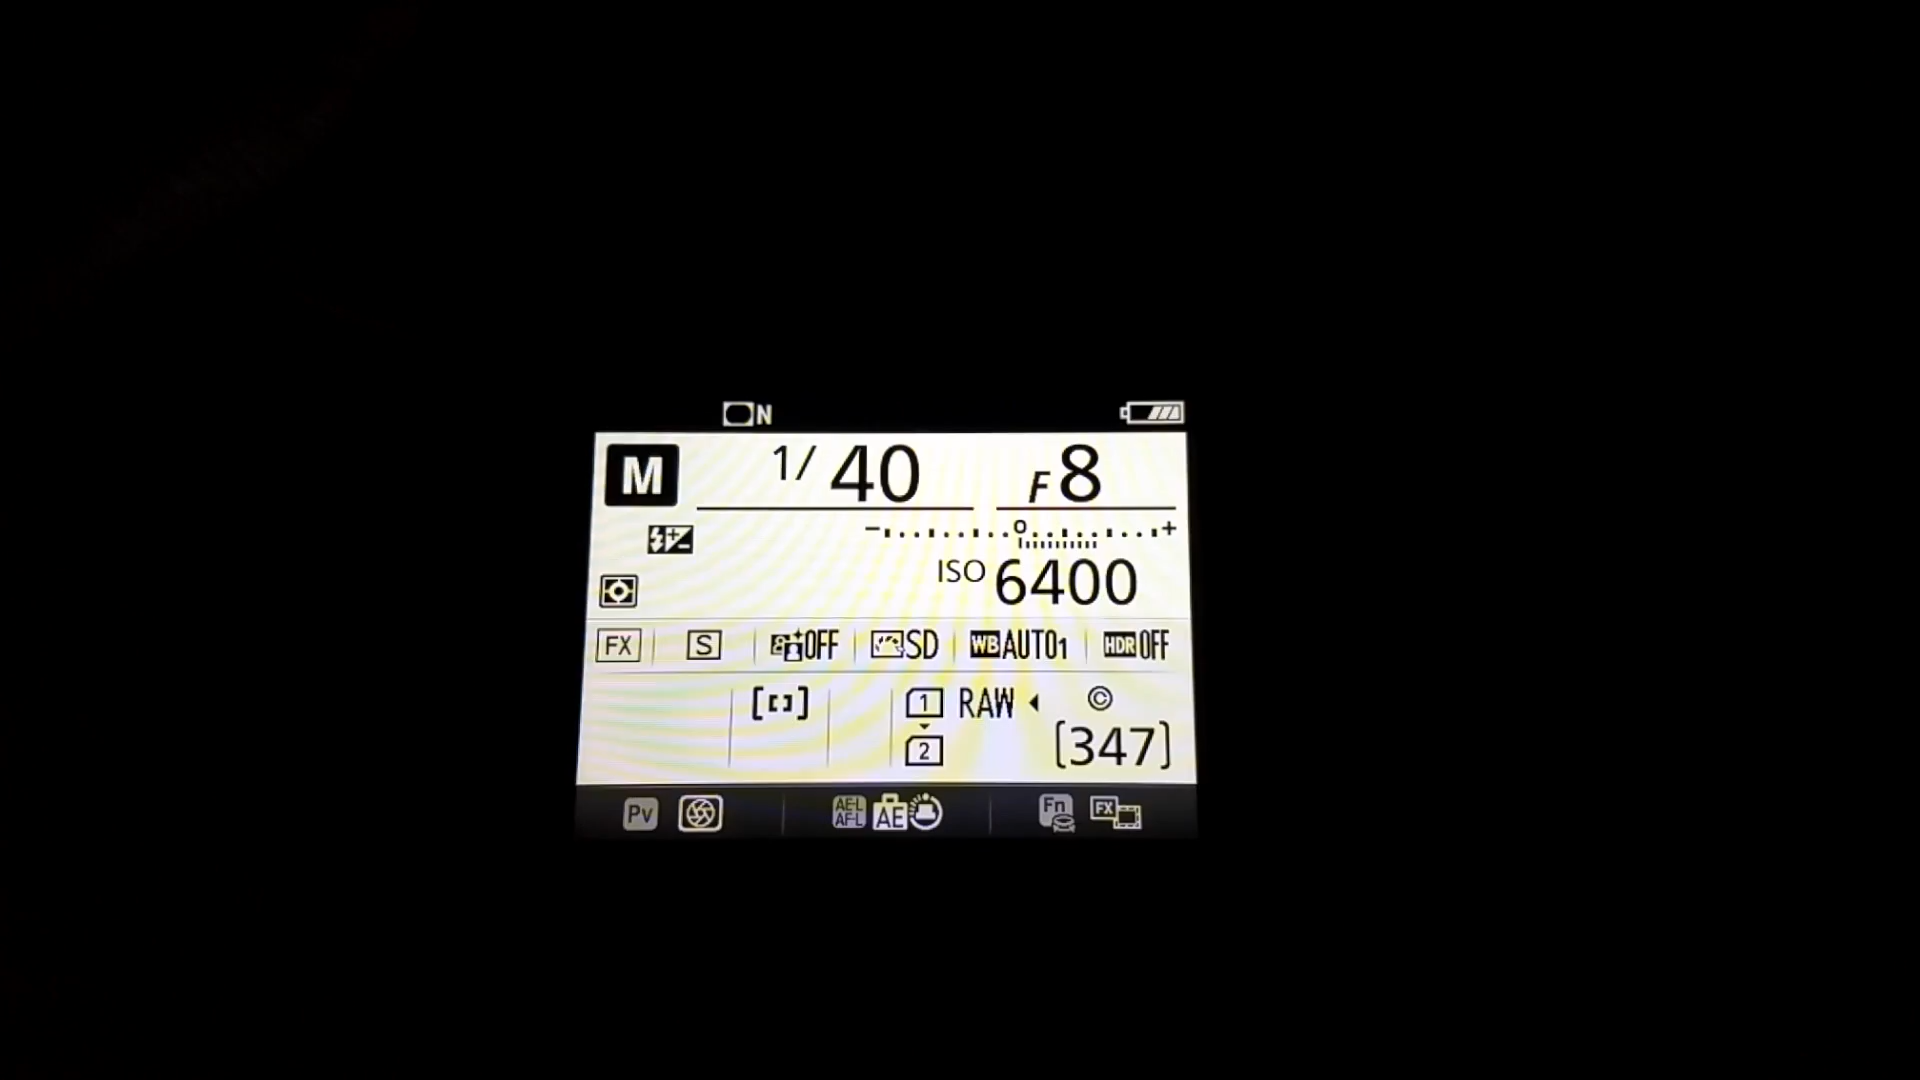 N
M 1/40 F8
- 0 +
ISO 6400
FX S OFF SD WB AUTO1 HDR OFF
1 RAW ©
2 [347]
Pv AE-L AF-L AE Fn FX